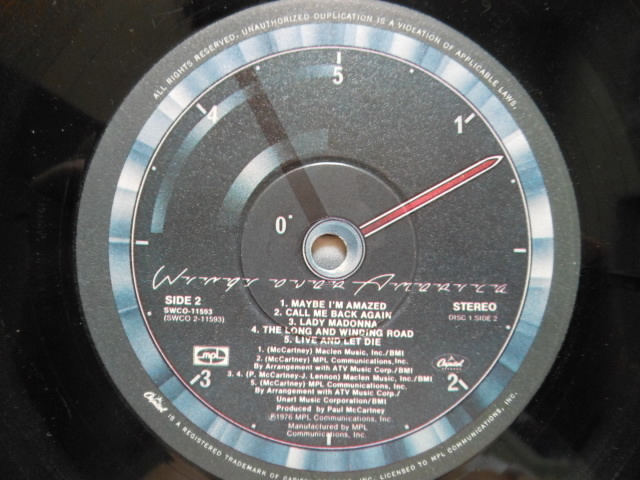 ALL RIGHTS RESERVED. UNAUTHORIZED DUPLICATION IS A VIOLATION OF APPLICABLE LAWS.
5
4
1
0
Wings over America
SIDE 2
SWCO-11593
(SWCO 2-11593)
STEREO
DISC 1 SIDE 2
1. MAYBE I'M AMAZED
2. CALL ME BACK AGAIN
3. LADY MADONNA
4. THE LONG AND WINDING ROAD
5. LIVE AND LET DIE
1. (McCartney) Maclen Music, Inc./BMI
2. (McCartney) MPL Communications, Inc.
By Arrangement with ATV Music Corp./BMI
3. 4. (P. McCartney-J. Lennon) Maclen Music, Inc./BMI
5. (McCartney) MPL Communications, Inc.
By Arrangement with ATV Music Corp./
Unart Music Corporation/BMI
Produced by Paul McCartney
℗1976 MPL Communications, Inc.
Manufactured by MPL
Communications, Inc.
mpl
Capitol
3
2
Capitol IS A REGISTERED TRADEMARK OF CAPITOL RECORDS, INC. LICENSED TO MPL COMMUNICATIONS, INC.